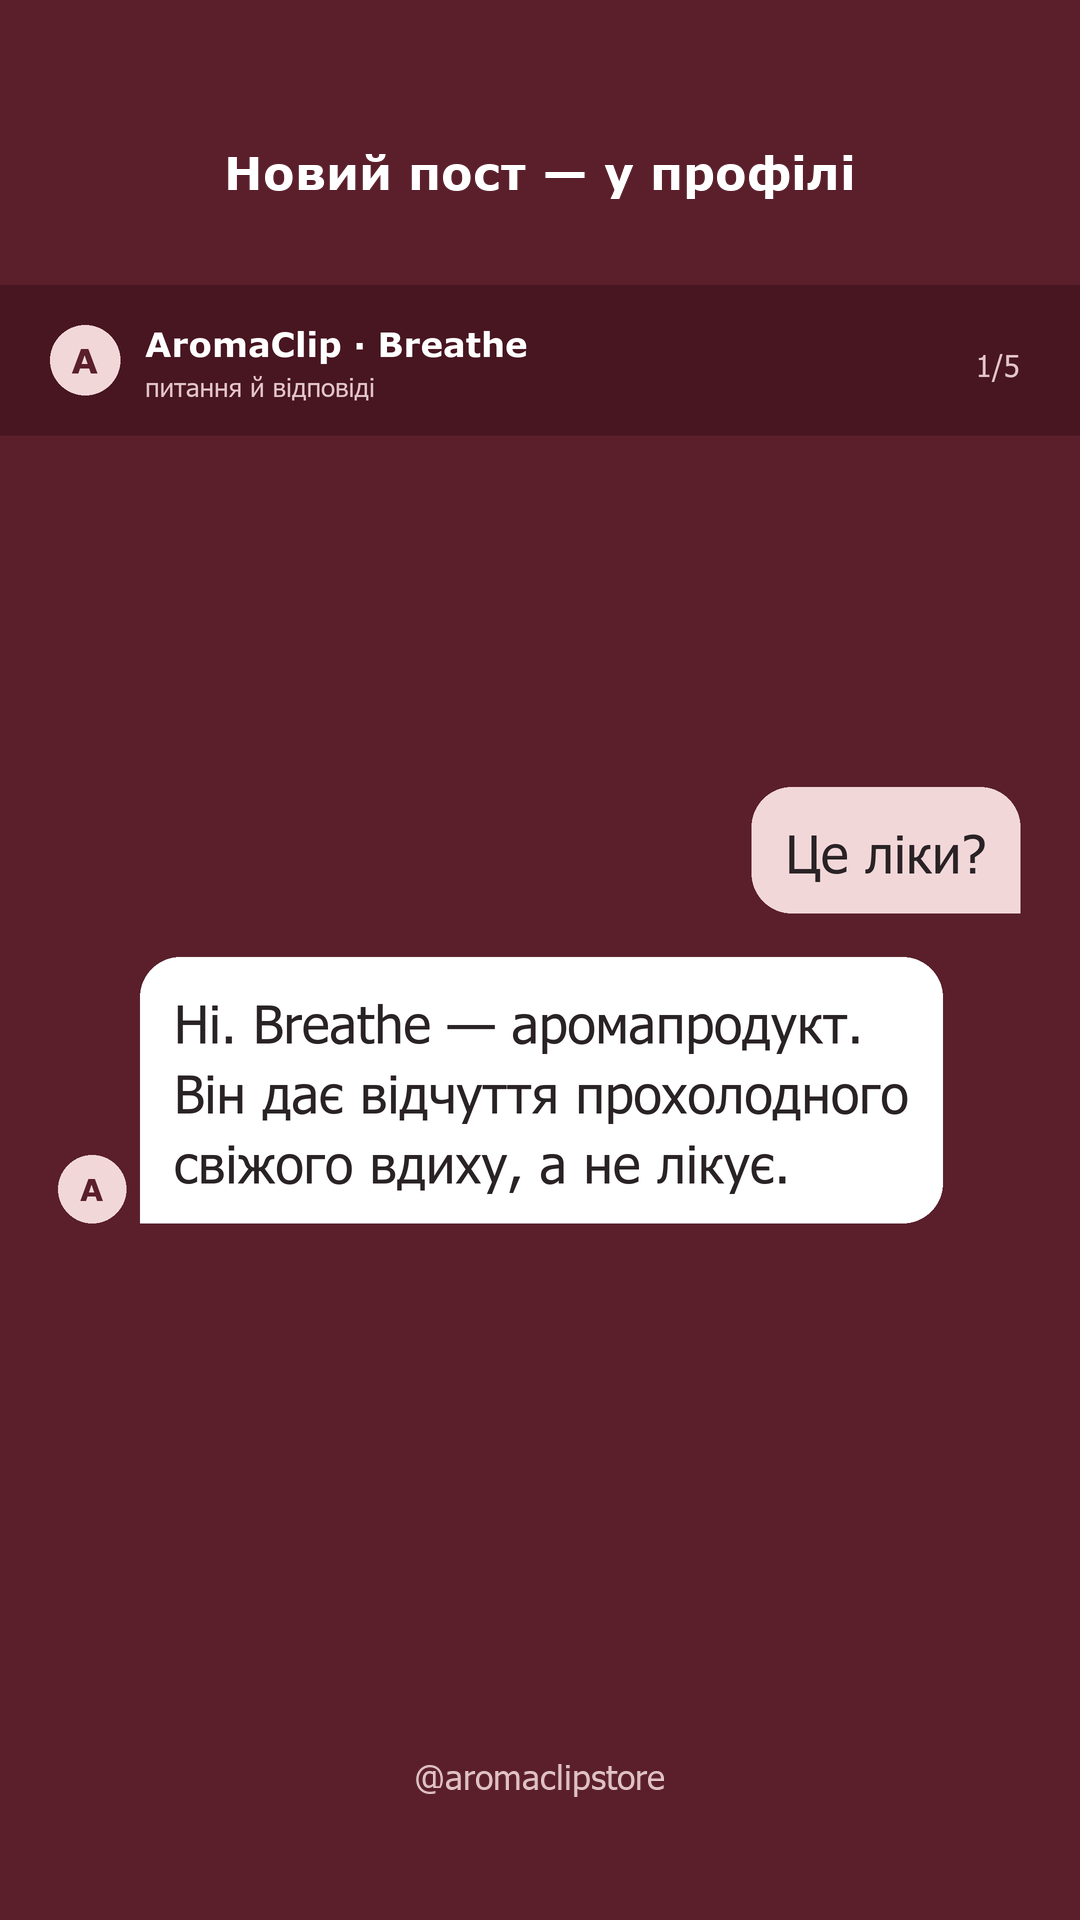 Новий пост — у профілі
A
AromaClip · Breathe
питання й відповіді
1/5
Це ліки?
Ні. Breathe — аромапродукт.
Він дає відчуття прохолодного
свіжого вдиху, а не лікує.
A
@aromaclipstore